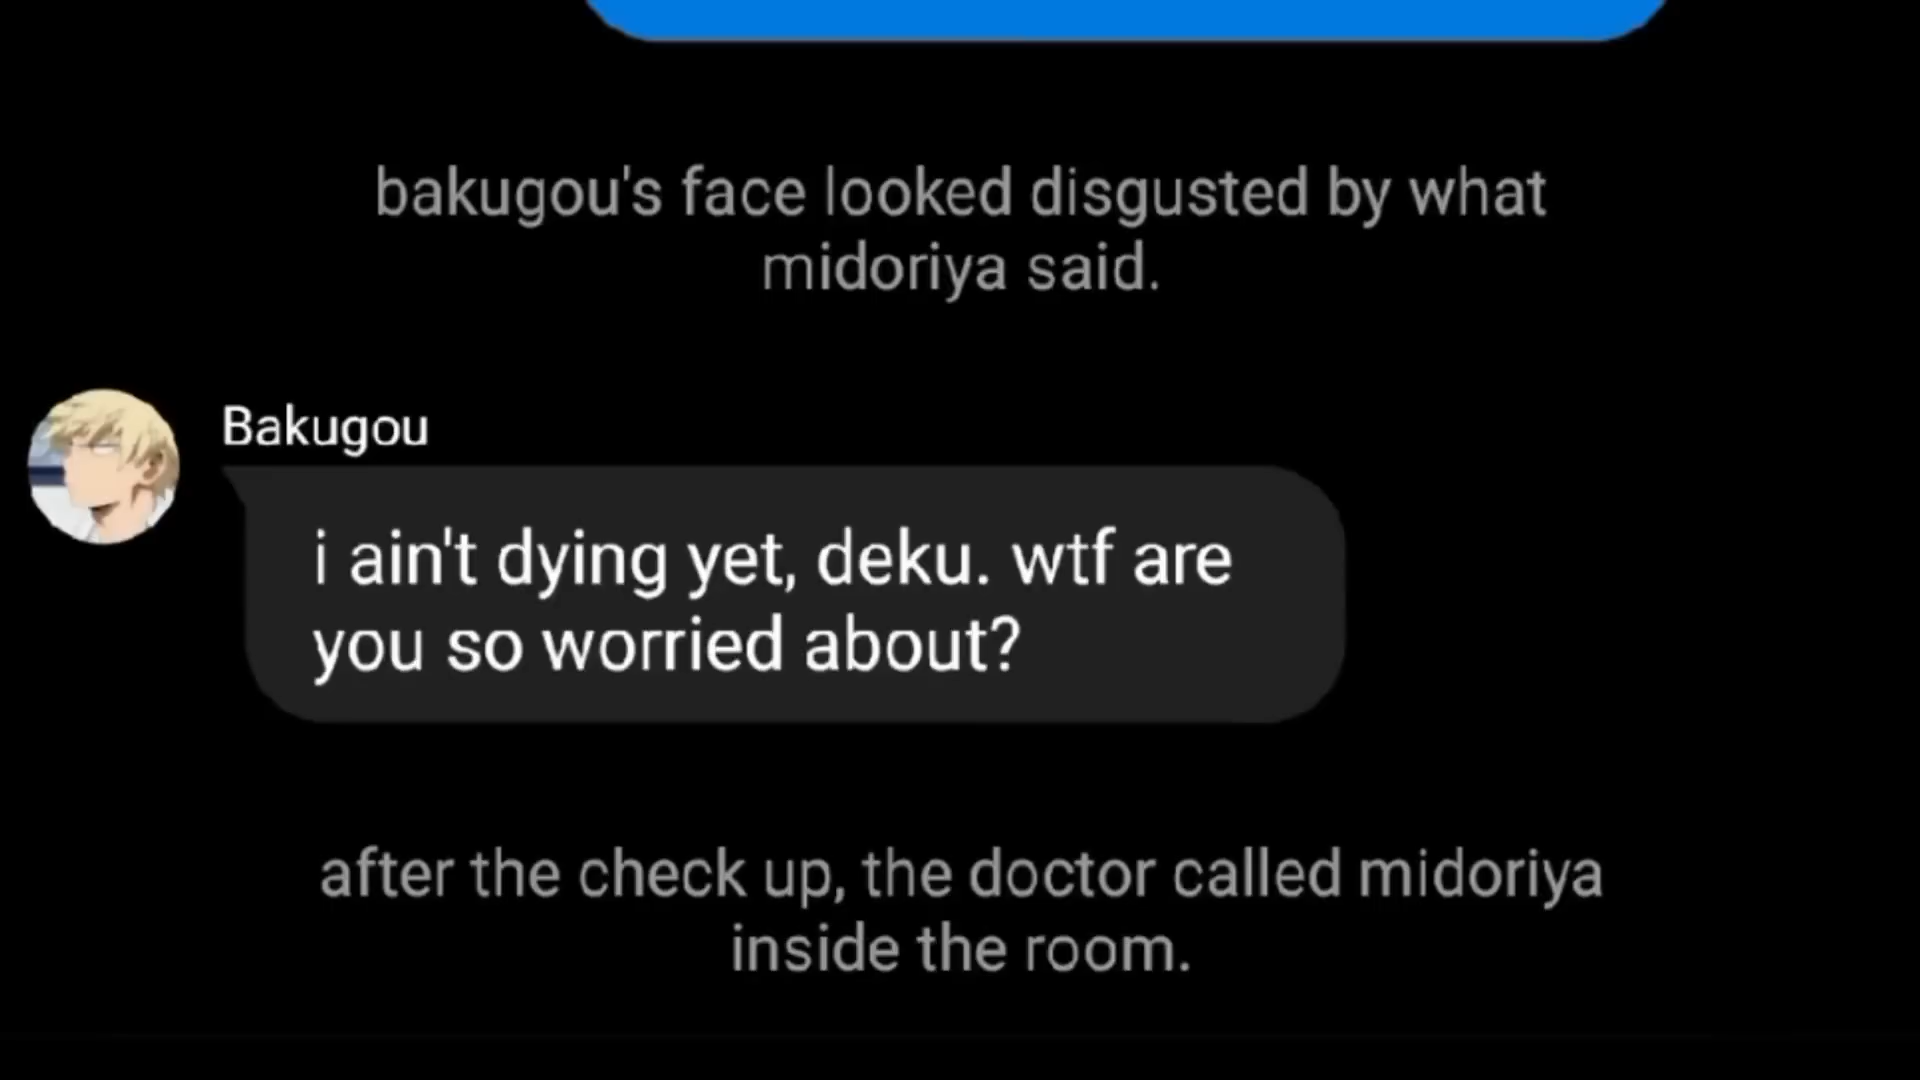 bakugou's face looked disgusted by what
midoriya said.
Bakugou
i ain't dying yet, deku. wtf are
you so worried about?
after the check up, the doctor called midoriya
inside the room.